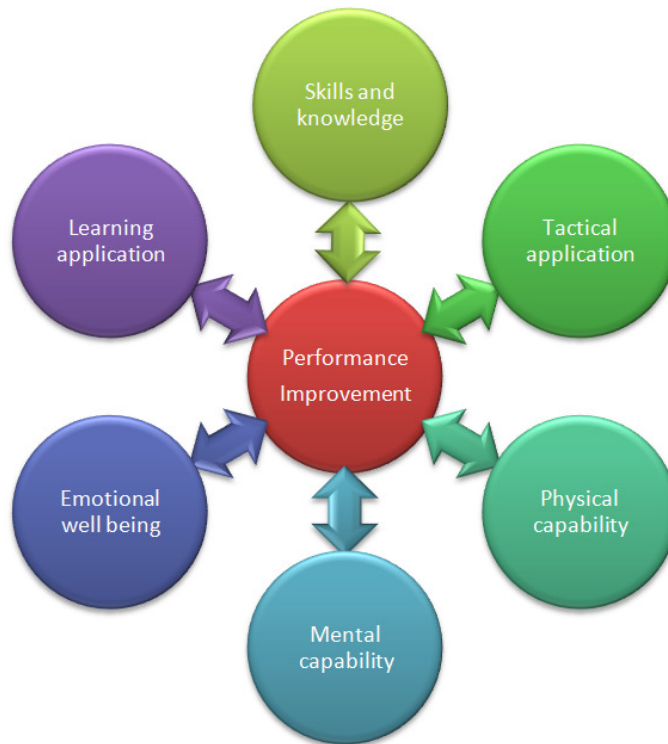 Skills and
knowledge
Tactical
application
Physical
capability
Mental
capability
Emotional
well being
Learning
application
Performance
Improvement